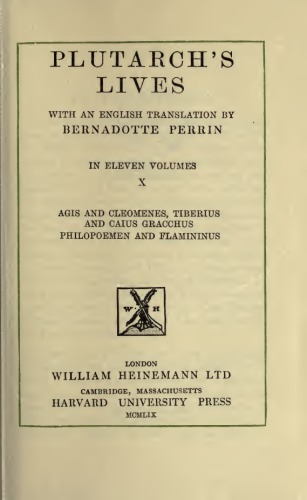 PLUTARCH'S
LIVES
WITH AN ENGLISH TRANSLATION BY
BERNADOTTE PERRIN
IN ELEVEN VOLUMES
X
AGIS AND CLEOMENES, TIBERIUS
AND CAIUS GRACCHUS
PHILOPOEMEN AND FLAMININUS
W H
LONDON
WILLIAM HEINEMANN LTD
CAMBRIDGE, MASSACHUSETTS
HARVARD UNIVERSITY PRESS
MCMLIX